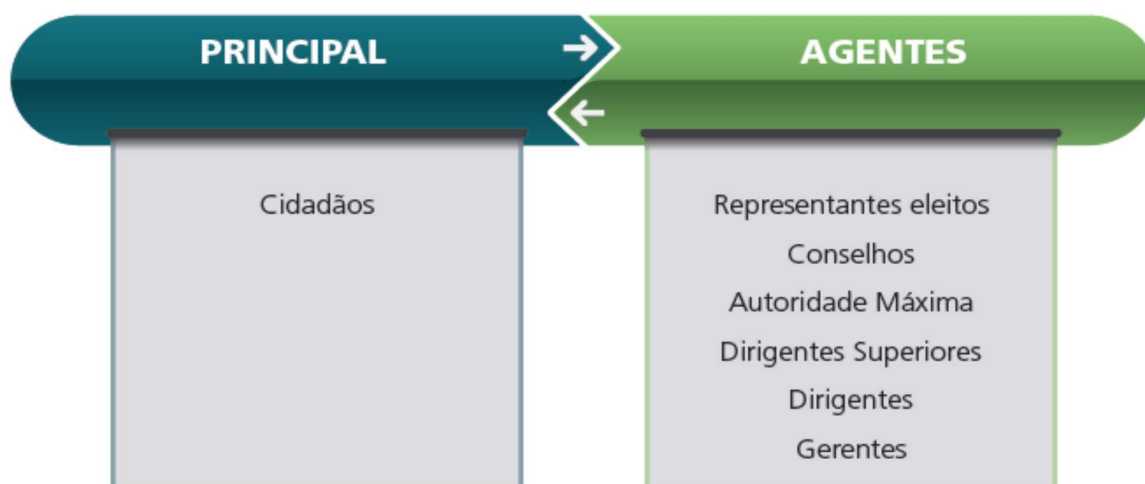 PRINCIPAL
AGENTES
Cidadãos
Representantes eleitos
Conselhos
Autoridade Máxima
Dirigentes Superiores
Dirigentes
Gerentes